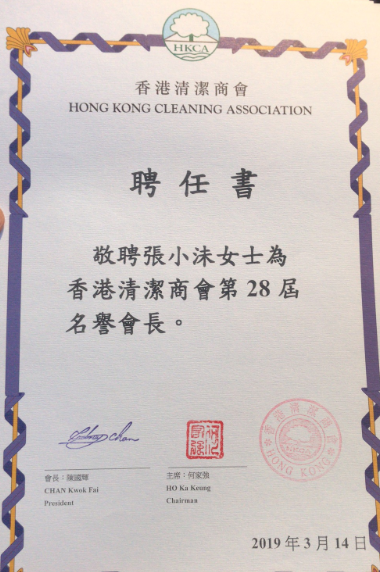 HKCA
香港清潔商會
HONG KONG CLEANING ASSOCIATION
聘任書
敬聘張小沫女士為
香港清潔商會第28屆
名譽會長。
會長：陳國輝
CHAN Kwok Fai
President
主席：何家強
HO Ka Keung
Chairman
HONG KONG
2019年3月14日